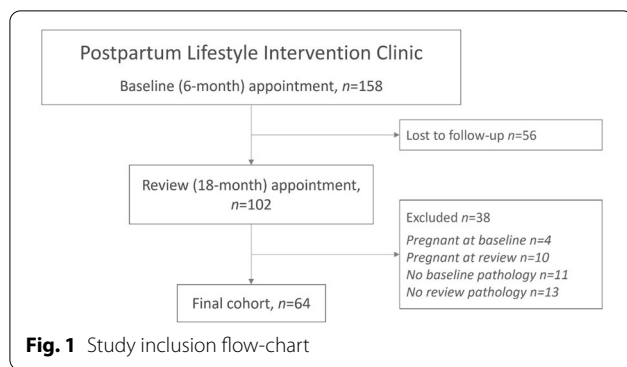 Postpartum Lifestyle Intervention Clinic
Baseline (6-month) appointment, n=158
Lost to follow-up n=56
Review (18-month) appointment,
n=102
Excluded n=38
Pregnant at baseline n=4
Pregnant at review n=10
No baseline pathology n=11
No review pathology n=13
Final cohort, n=64
Fig. 1 Study inclusion flow-chart